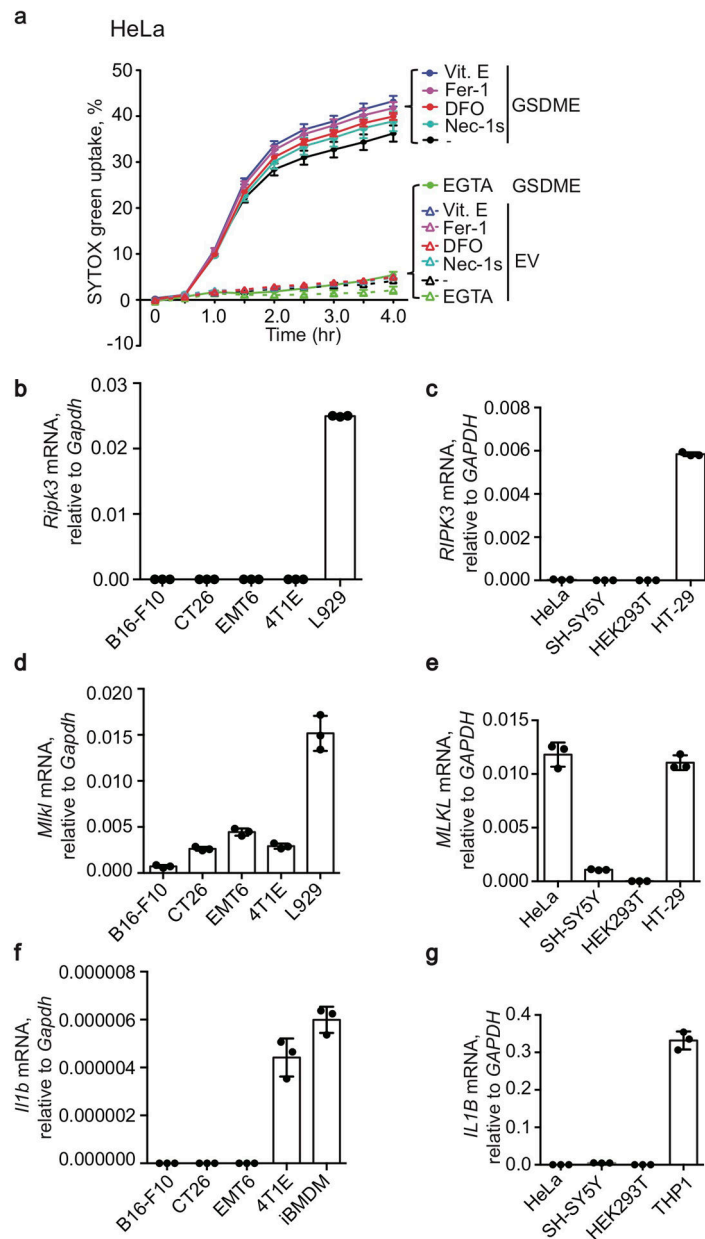 a
HeLa
SYTOX green uptake, %
50
40
30
20
10
0
-10
0
1.0
2.0
3.0
4.0
Time (hr)
Vit. E
Fer-1
DFO
Nec-1s
-
GSDME
EGTA
GSDME
Vit. E
Fer-1
DFO
Nec-1s
-
EGTA
EV
b
Ripk3 mRNA,
relative to Gapdh
0.03
0.02
0.01
0.00
B16-F10
CT26
EMT6
4T1E
L929
c
RIPK3 mRNA,
relative to GAPDH
0.008
0.006
0.004
0.002
0.000
HeLa
SH-SY5Y
HEK293T
HT-29
d
Mlkl mRNA,
relative to Gapdh
0.020
0.015
0.010
0.005
0.000
B16-F10
CT26
EMT6
4T1E
L929
e
MLKL mRNA,
relative to GAPDH
0.015
0.010
0.005
0.000
HeLa
SH-SY5Y
HEK293T
HT-29
f
Il1b mRNA,
relative to Gapdh
0.000008
0.000006
0.000004
0.000002
0.000000
B16-F10
CT26
EMT6
4T1E
iBMDM
g
IL1B mRNA,
relative to GAPDH
0.4
0.3
0.2
0.1
0.0
HeLa
SH-SY5Y
HEK293T
THP1